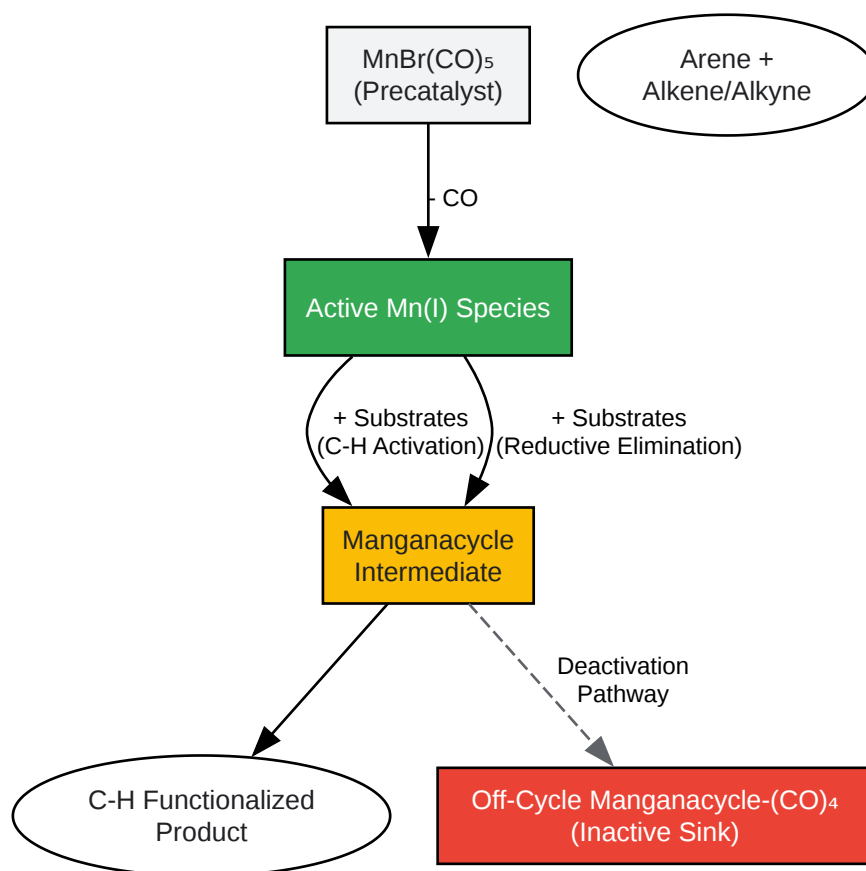 MnBr(CO)₅
(Precatalyst)
Arene +
Alkene/Alkyne
- CO
Active Mn(I) Species
+ Substrates
(C-H Activation)
+ Substrates
(Reductive Elimination)
Manganacycle
Intermediate
Deactivation
Pathway
C-H Functionalized
Product
Off-Cycle Manganacycle-(CO)₄
(Inactive Sink)